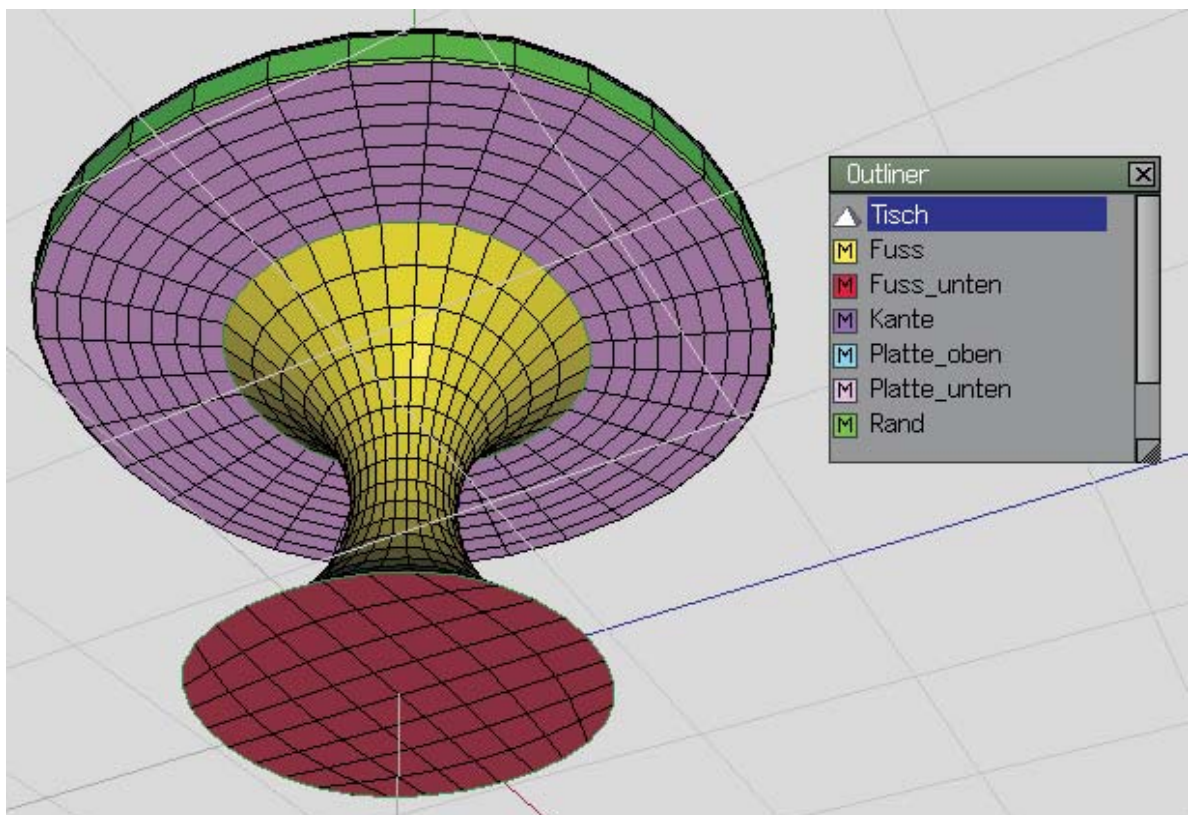 Outliner
Tisch
M Fuss
M Fuss_unten
M Kante
M Platte_oben
M Platte_unten
M Rand